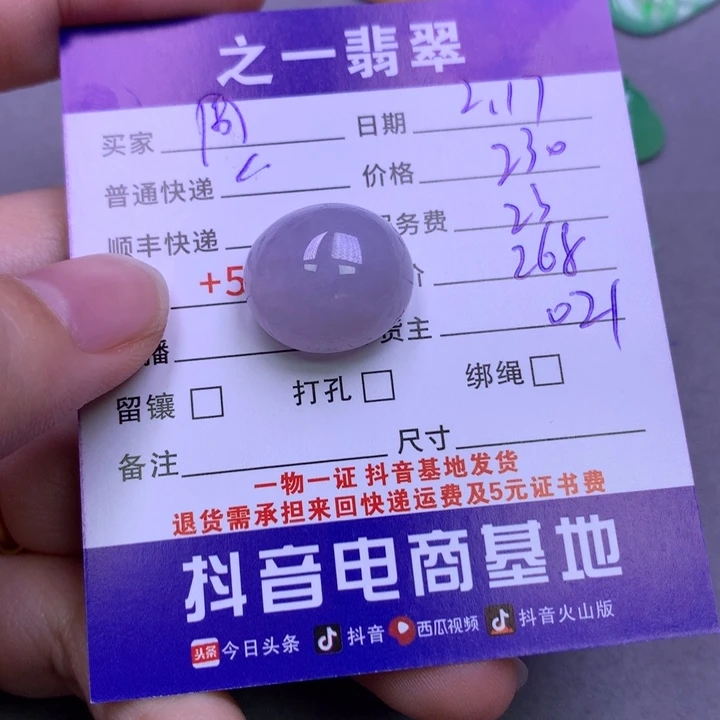 之一翡翠
买家 周 日期 2.17
普通快递 价格 230
顺丰快递 务费 23
+5 价 268
播 货主 021
留镶 □ 打孔 □ 绑绳 □
备注 尺寸
一物一证 抖音基地发货
退货需承担来回快递运费及5元证书费
抖音电商基地
头条 今日头条 抖音 西瓜视频 抖音火山版